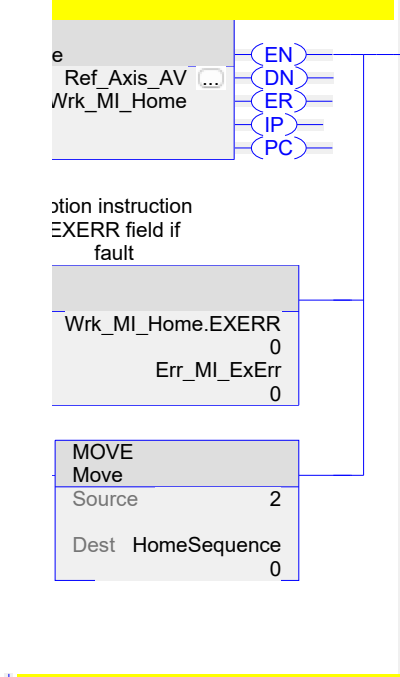 e
Ref_Axis_AV ...
Wrk_MI_Home
EN
DN
ER
IP
PC
otion instruction
EXERR field if
fault
Wrk_MI_Home.EXERR
0
Err_MI_ExErr
0
MOVE
Move
Source 2
Dest HomeSequence
0